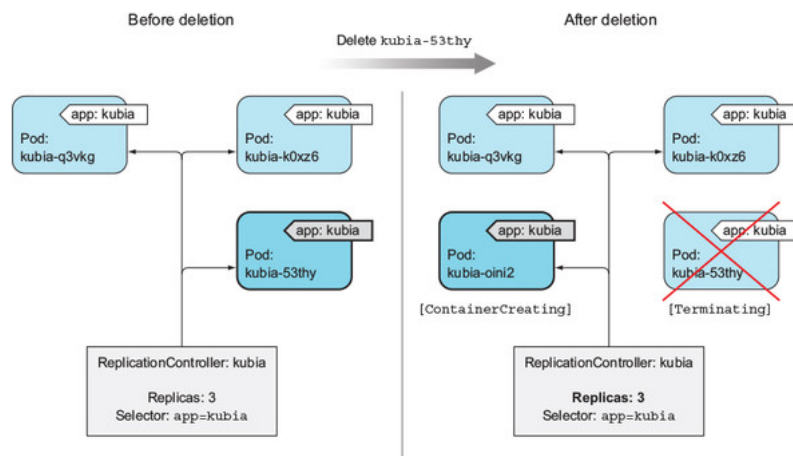 Before deletion
Delete kubia-53thy
After deletion
app: kubia
Pod:
kubia-q3vkg
app: kubia
Pod:
kubia-k0xz6
app: kubia
Pod:
kubia-53thy
ReplicationController: kubia
Replicas: 3
Selector: app=kubia
app: kubia
Pod:
kubia-q3vkg
app: kubia
Pod:
kubia-k0xz6
app: kubia
Pod:
kubia-oini2
[ContainerCreating]
app: kubia
Pod:
kubia-53thy
[Terminating]
ReplicationController: kubia
Replicas: 3
Selector: app=kubia